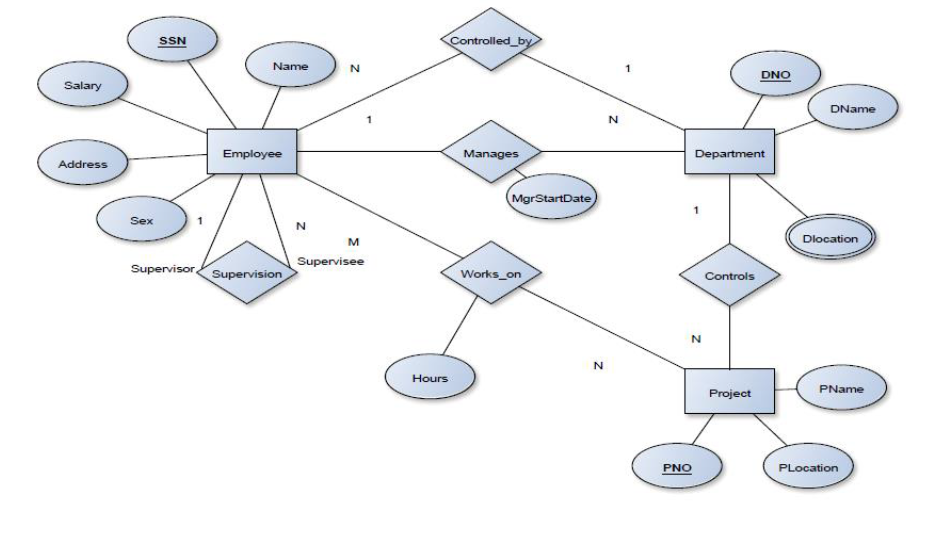 Controlled_by
SSN
Name
N
1
DNO
Salary
DName
1
N
Employee
Manages
Department
Address
MgrStartDate
Sex
1
N
M
1
Dlocation
Supervisor
Supervision
Supervisee
Works_on
Controls
N
N
Hours
Project
PName
PNO
PLocation